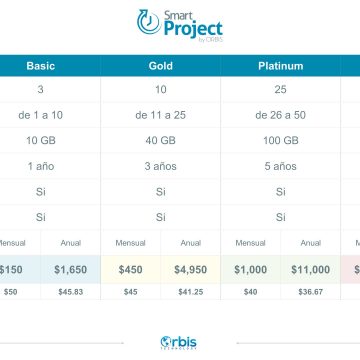 Smart
Project
by ORBIS
Basic Gold Platinum
3 10 25
de 1 a 10 de 11 a 25 de 26 a 50
10 GB 40 GB 100 GB
1 año 3 años 5 años
Si Si Si
Si Si Si
Mensual Anual Mensual Anual Mensual Anual M
$150 $1,650 $450 $4,950 $1,000 $11,000 $
$50 $45.83 $45 $41.25 $40 $36.67
Orbis